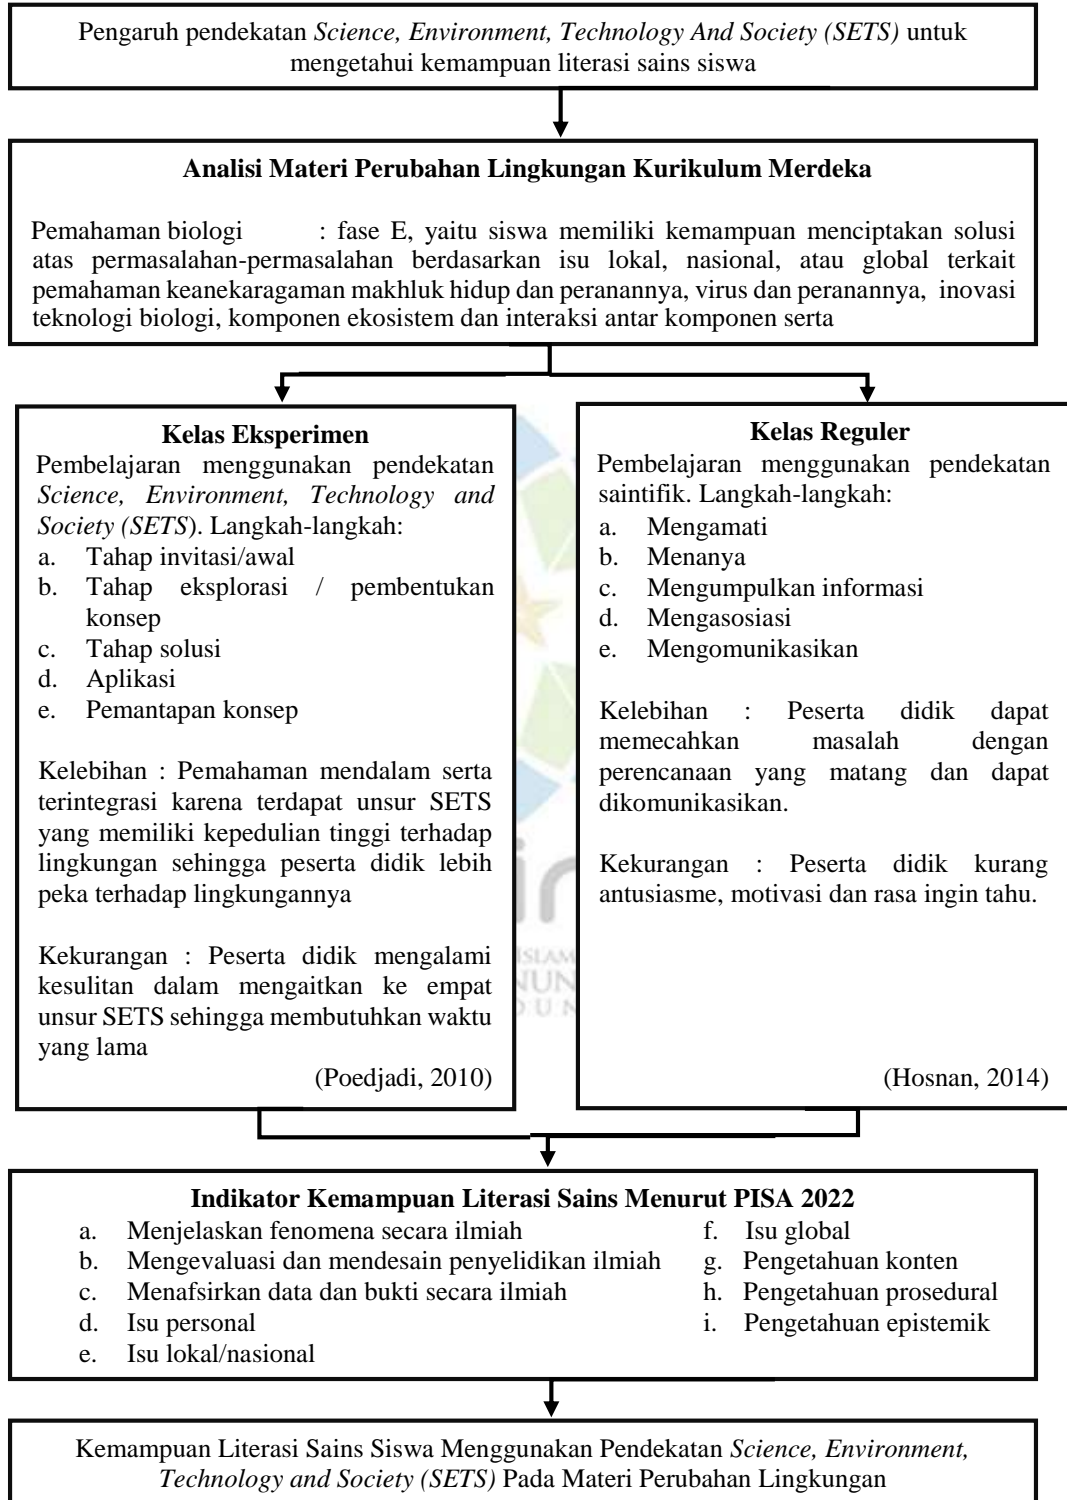 Pengaruh pendekatan Science, Environment, Technology And Society (SETS) untuk
mengetahui kemampuan literasi sains siswa
Analisi Materi Perubahan Lingkungan Kurikulum Merdeka
Pemahaman biologi : fase E, yaitu siswa memiliki kemampuan menciptakan solusi
atas permasalahan-permasalahan berdasarkan isu lokal, nasional, atau global terkait
pemahaman keanekaragaman makhluk hidup dan peranannya, virus dan peranannya, inovasi
teknologi biologi, komponen ekosistem dan interaksi antar komponen serta
Kelas Eksperimen
Pembelajaran menggunakan pendekatan
Science, Environment, Technology and
Society (SETS). Langkah-langkah:
a. Tahap invitasi/awal
b. Tahap eksplorasi / pembentukan
konsep
c. Tahap solusi
d. Aplikasi
e. Pemantapan konsep
Kelebihan : Pemahaman mendalam serta
terintegrasi karena terdapat unsur SETS
yang memiliki kepedulian tinggi terhadap
lingkungan sehingga peserta didik lebih
peka terhadap lingkungannya
Kekurangan : Peserta didik mengalami
kesulitan dalam mengaitkan ke empat
unsur SETS sehingga membutuhkan waktu
yang lama
(Poedjadi, 2010)
Kelas Reguler
Pembelajaran menggunakan pendekatan
saintifik. Langkah-langkah:
a. Mengamati
b. Menanya
c. Mengumpulkan informasi
d. Mengasosiasi
e. Mengomunikasikan
Kelebihan : Peserta didik dapat
memecahkan masalah dengan
perencanaan yang matang dan dapat
dikomunikasikan.
Kekurangan : Peserta didik kurang
antusiasme, motivasi dan rasa ingin tahu.
(Hosnan, 2014)
ISLAM
Indikator Kemampuan Literasi Sains Menurut PISA 2022
a. Menjelaskan fenomena secara ilmiah
b. Mengevaluasi dan mendesain penyelidikan ilmiah
c. Menafsirkan data dan bukti secara ilmiah
d. Isu personal
e. Isu lokal/nasional
f. Isu global
g. Pengetahuan konten
h. Pengetahuan prosedural
i. Pengetahuan epistemik
Kemampuan Literasi Sains Siswa Menggunakan Pendekatan Science, Environment,
Technology and Society (SETS) Pada Materi Perubahan Lingkungan